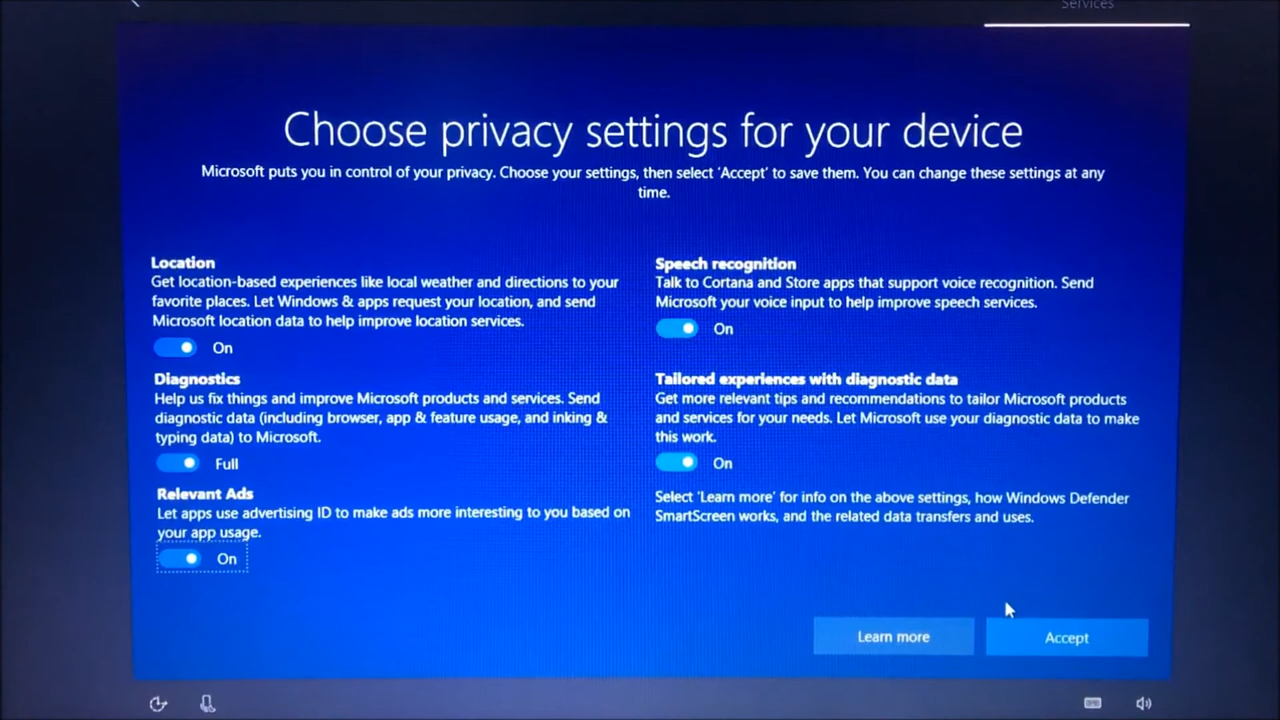 Services
Choose privacy settings for your device
Microsoft puts you in control of your privacy. Choose your settings, then select 'Accept' to save them. You can change these settings at any
time.
Location
Get location-based experiences like local weather and directions to your
favorite places. Let Windows & apps request your location, and send
Microsoft location data to help improve location services.
On
Diagnostics
Help us fix things and improve Microsoft products and services. Send
diagnostic data (including browser, app & feature usage, and inking &
typing data) to Microsoft.
Full
Relevant Ads
Let apps use advertising ID to make ads more interesting to you based on
your app usage.
On
Speech recognition
Talk to Cortana and Store apps that support voice recognition. Send
Microsoft your voice input to help improve speech services.
On
Tailored experiences with diagnostic data
Get more relevant tips and recommendations to tailor Microsoft products
and services for your needs. Let Microsoft use your diagnostic data to make
this work.
On
Select 'Learn more' for info on the above settings, how Windows Defender
SmartScreen works, and the related data transfers and uses.
Learn more
Accept